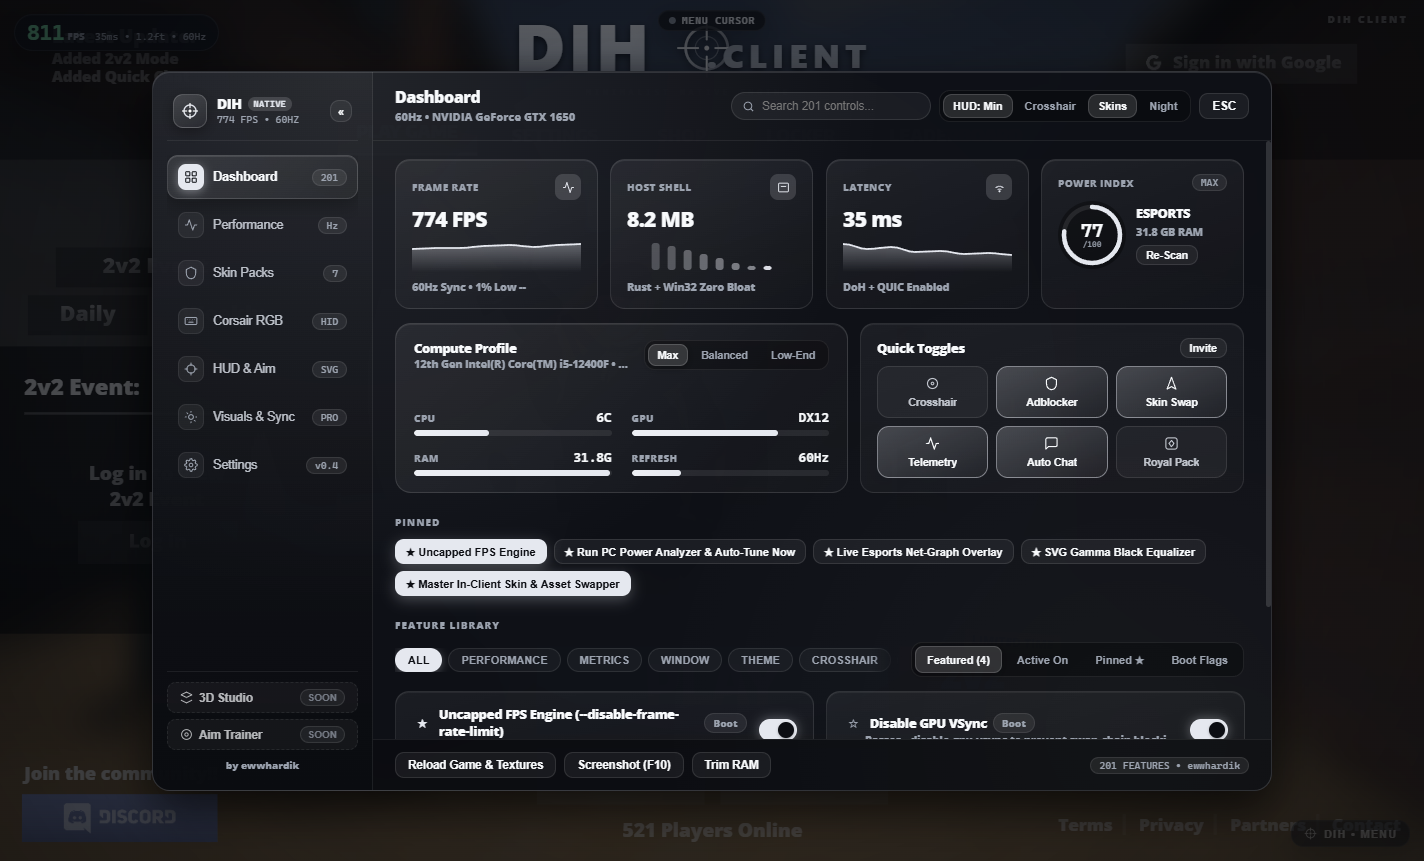 811 FPS 35ms • 1.2ft • 60Hz
MENU CURSOR
DIH CLIENT
DIH CLIENT
Added 2v2 Mode
Added Quick
Sign in with Google
DIH NATIVE
774 FPS • 60HZ
«
Dashboard
60Hz • NVIDIA GeForce GTX 1650
Search 201 controls...
HUD: Min
Crosshair
Skins
Night
ESC
Dashboard 201
Performance Hz
Skin Packs 7
Corsair RGB HID
HUD & Aim SVG
Visuals & Sync PRO
Settings v0.4
FRAME RATE
774 FPS
60Hz Sync • 1% Low --
HOST SHELL
8.2 MB
Rust + Win32 Zero Bloat
LATENCY
35 ms
DoH + QUIC Enabled
POWER INDEX MAX
77
/100
ESPORTS
31.8 GB RAM
Re-Scan
2v2
Daily
2v2 Event:
Log in
2v2
Lo
Compute Profile
12th Gen Intel(R) Core(TM) i5-12400F • ...
Max
Balanced
Low-End
CPU 6C
GPU DX12
RAM 31.8G
REFRESH 60Hz
Quick Toggles
Invite
Crosshair
Adblocker
Skin Swap
Telemetry
Auto Chat
Royal Pack
PINNED
★ Uncapped FPS Engine
★ Run PC Power Analyzer & Auto-Tune Now
★ Live Esports Net-Graph Overlay
★ SVG Gamma Black Equalizer
★ Master In-Client Skin & Asset Swapper
FEATURE LIBRARY
ALL
PERFORMANCE
METRICS
WINDOW
THEME
CROSSHAIR
Featured (4)
Active On
Pinned ★
Boot Flags
★ Uncapped FPS Engine (--disable-frame-
rate-limit) Boot
☆ Disable GPU VSync Boot
3D Studio SOON
Aim Trainer SOON
by ewwhardik
Reload Game & Textures
Screenshot (F10)
Trim RAM
201 FEATURES • ewwhardik
Join the comm
DISCORD
521 Players Online
Terms
Privacy
Partners
Contact
DIH • MENU